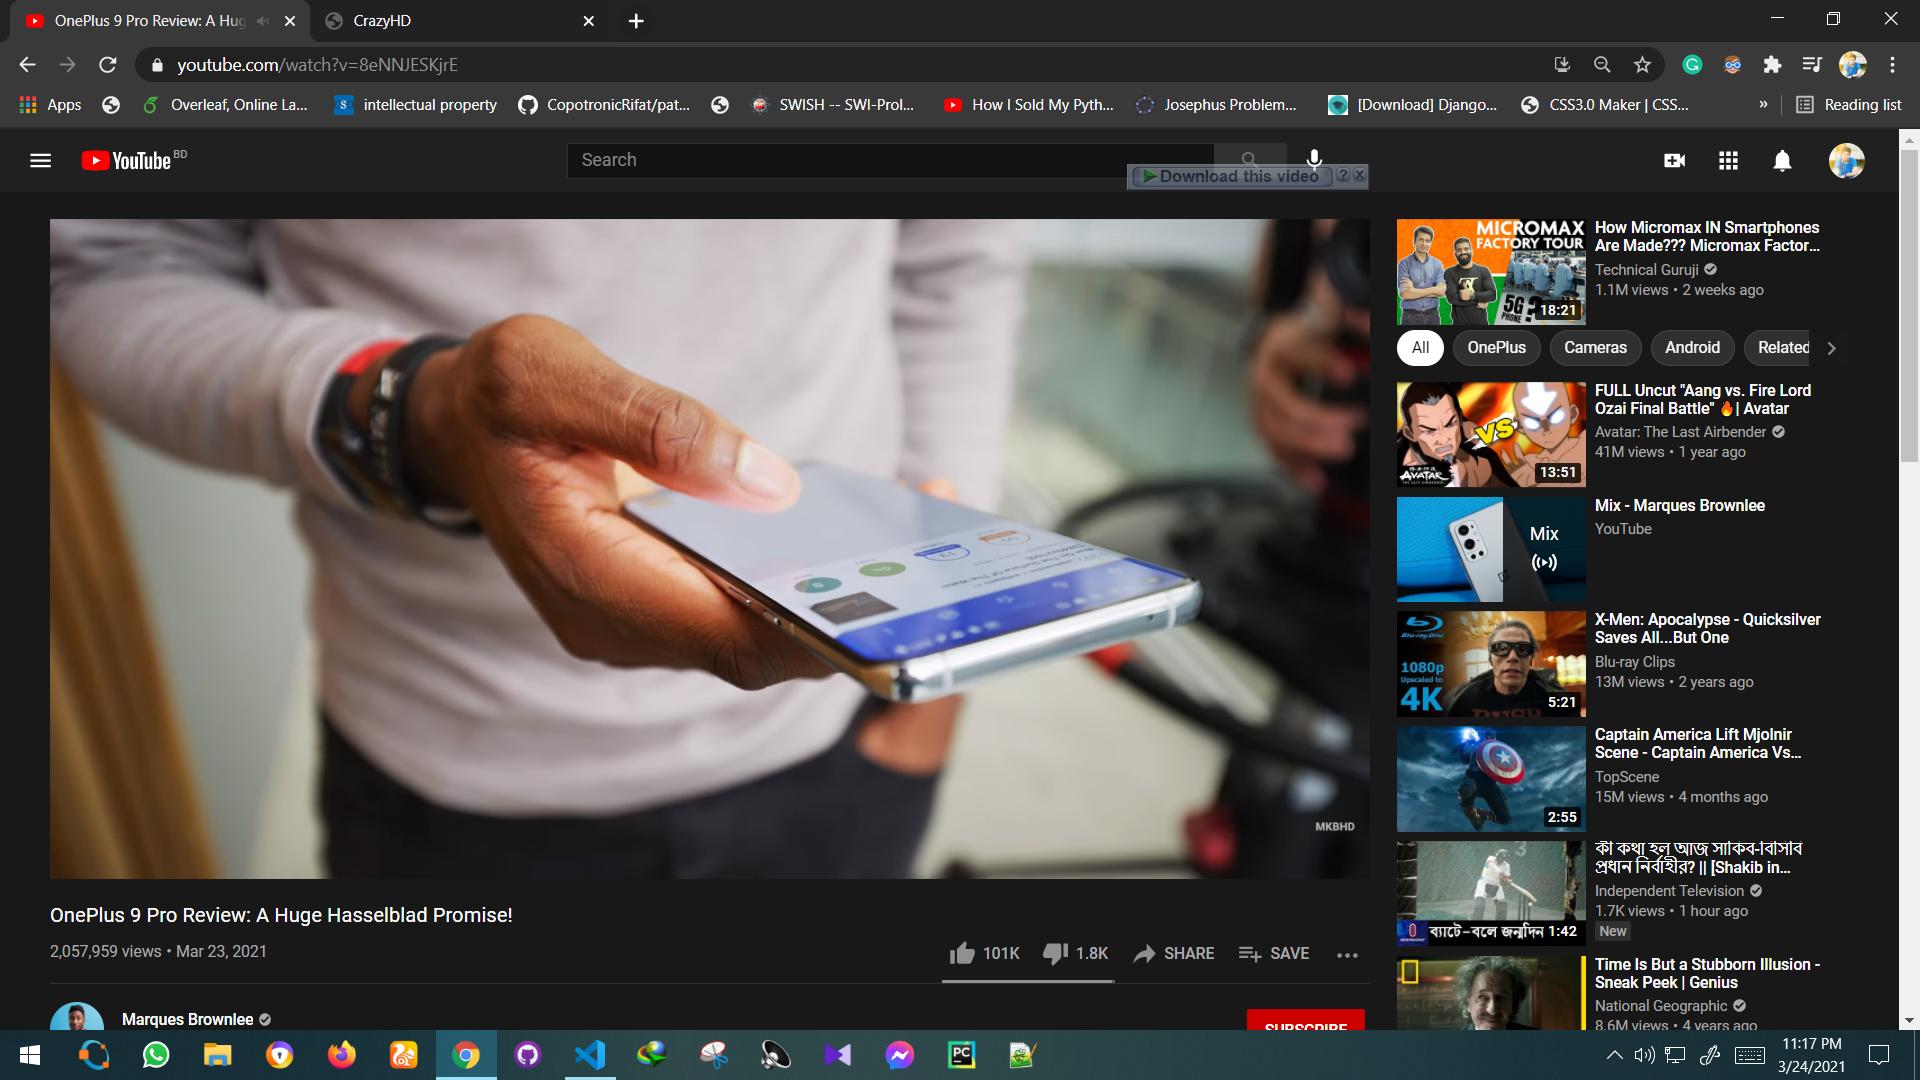 OnePlus 9 Pro Review: A Hug
CrazyHD
youtube.com/watch?v=8eNNJESKjrE
Apps
Overleaf, Online La...
intellectual property
CopotronicRifat/pat...
SWISH -- SWI-Prol...
How I Sold My Pyth...
Josephus Problem...
[Download] Django...
CSS3.0 Maker | CSS...
»
Reading list
YouTube BD
Search
Download this video
MKBHD
OnePlus 9 Pro Review: A Huge Hasselblad Promise!
2,057,959 views • Mar 23, 2021
101K
1.8K
SHARE
SAVE
Marques Brownlee
SUBSCRIBE
MICROMAX
FACTORY TOUR
5G ?
PHONE
18:21
How Micromax IN Smartphones
Are Made??? Micromax Factor...
Technical Guruji
1.1M views • 2 weeks ago
All
OnePlus
Cameras
Android
Related
VS
AVATAR
13:51
FULL Uncut "Aang vs. Fire Lord
Ozai Final Battle" 🔥| Avatar
Avatar: The Last Airbender
41M views • 1 year ago
Mix
Mix - Marques Brownlee
YouTube
Blu-ray Disc
1080p
Upscaled to
4K
RUSH
5:21
X-Men: Apocalypse - Quicksilver
Saves All...But One
Blu-ray Clips
13M views • 2 years ago
2:55
Captain America Lift Mjolnir
Scene - Captain America Vs...
TopScene
15M views • 4 months ago
3
ব্যাটে-বলে জন্মদিন
1:42
কী কথা হল আজ সাকিব-বিসিবি
প্রধান নির্বাহীর? || [Shakib in...
Independent Television
1.7K views • 1 hour ago
New
Time Is But a Stubborn Illusion -
Sneak Peek | Genius
National Geographic
8.6M views • 4 years ago
11:17 PM
3/24/2021